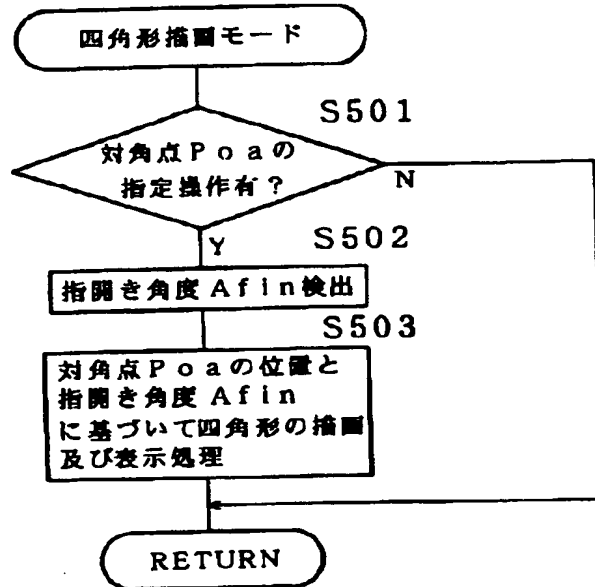 四角形描画モード
S501
対角点Poaの
指定操作有？
N
Y
S502
指開き角度Afin検出
S503
対角点Poaの位置と
指開き角度Afin
に基づいて四角形の描画
及び表示処理
RETURN